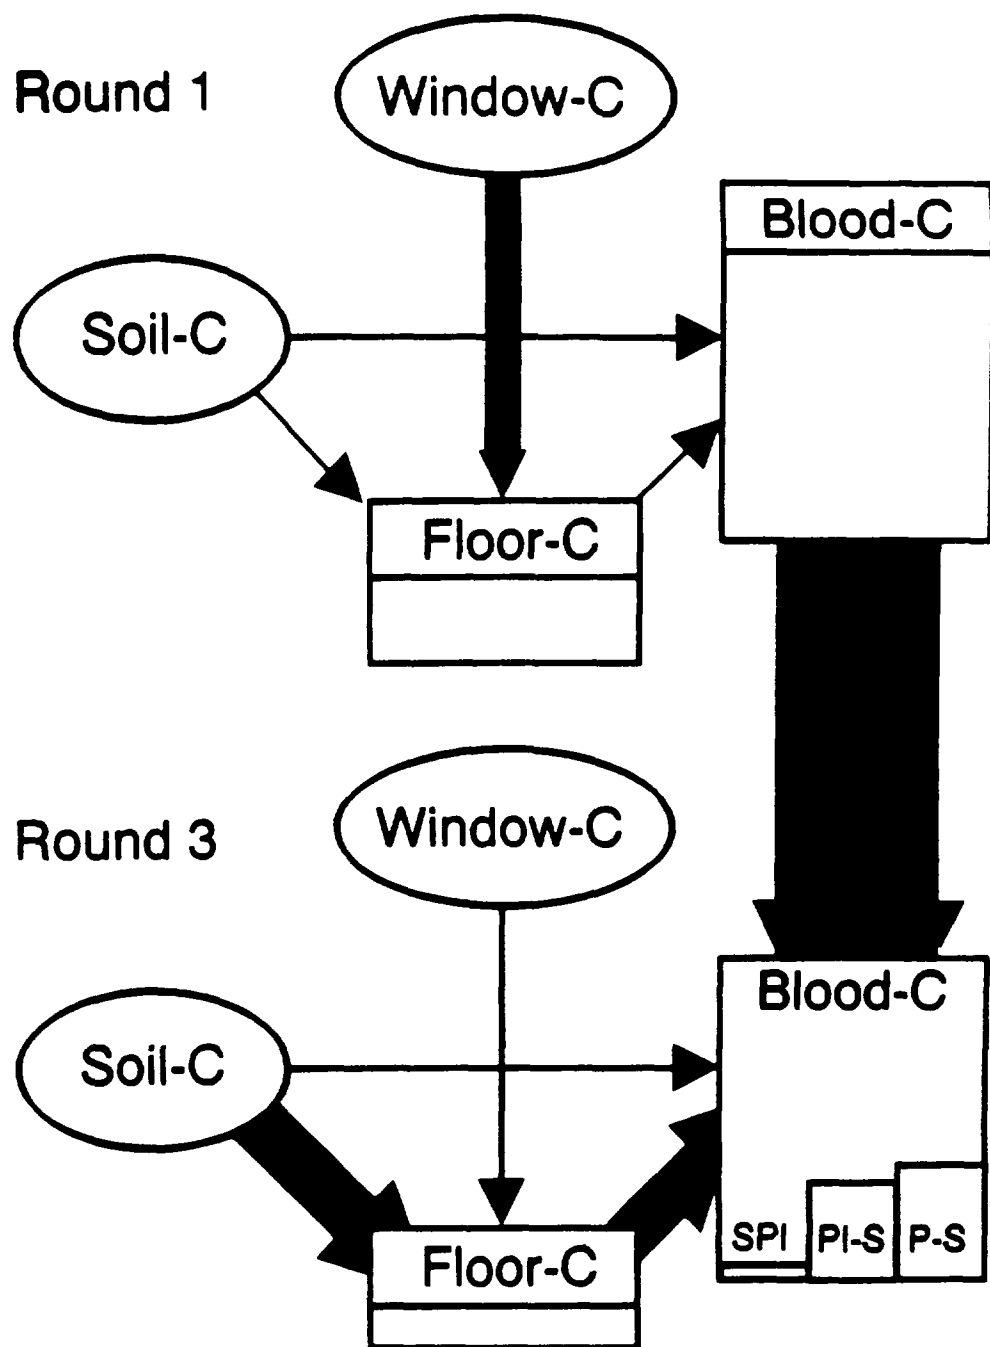 Round 1
Window-C
Blood-C
Soil-C
Floor-C
Round 3
Window-C
Blood-C
Soil-C
SPI
PI-S
P-S
Floor-C